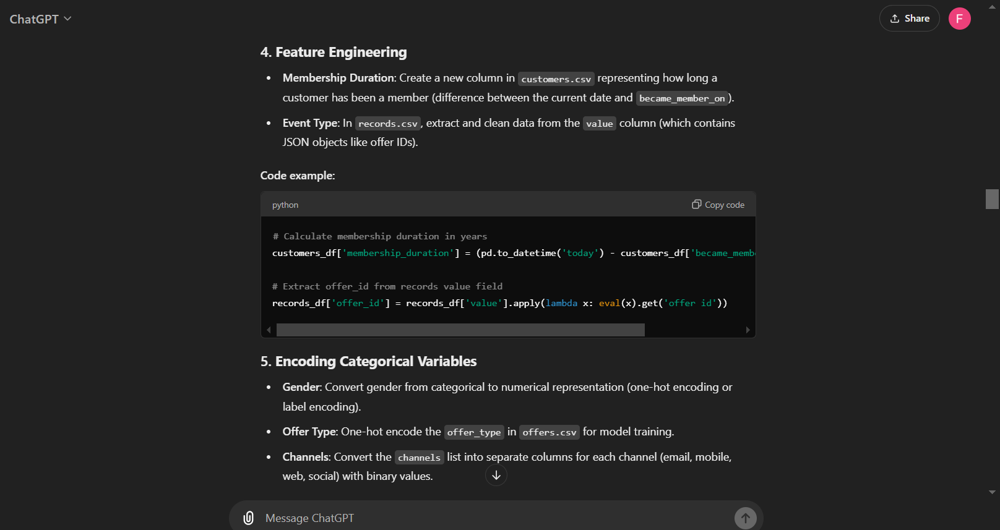 ChatGPT
Share
F
4. Feature Engineering
• Membership Duration: Create a new column in customers.csv representing how long a
customer has been a member (difference between the current date and became_member_on).
• Event Type: In records.csv, extract and clean data from the value column (which contains
JSON objects like offer IDs).
Code example:
python
Copy code
# Calculate membership duration in years
customers_df['membership_duration'] = (pd.to_datetime('today') - customers_df['became_memb
# Extract offer_id from records value field
records_df['offer_id'] = records_df['value'].apply(lambda x: eval(x).get('offer id'))
5. Encoding Categorical Variables
• Gender: Convert gender from categorical to numerical representation (one-hot encoding or
label encoding).
• Offer Type: One-hot encode the offer_type in offers.csv for model training.
• Channels: Convert the channels list into separate columns for each channel (email, mobile,
web, social) with binary values.
Message ChatGPT